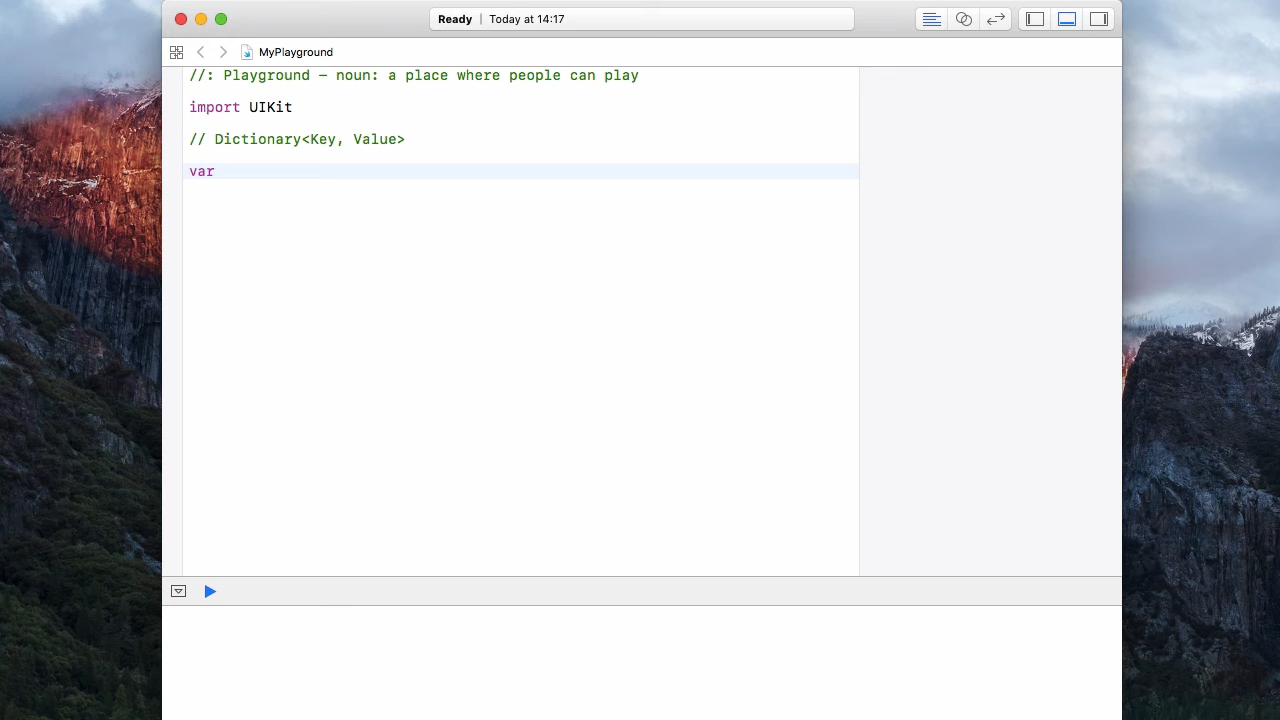 Ready | Today at 14:17
MyPlayground
//: Playground – noun: a place where people can play
import UIKit
// Dictionary<Key, Value>
var